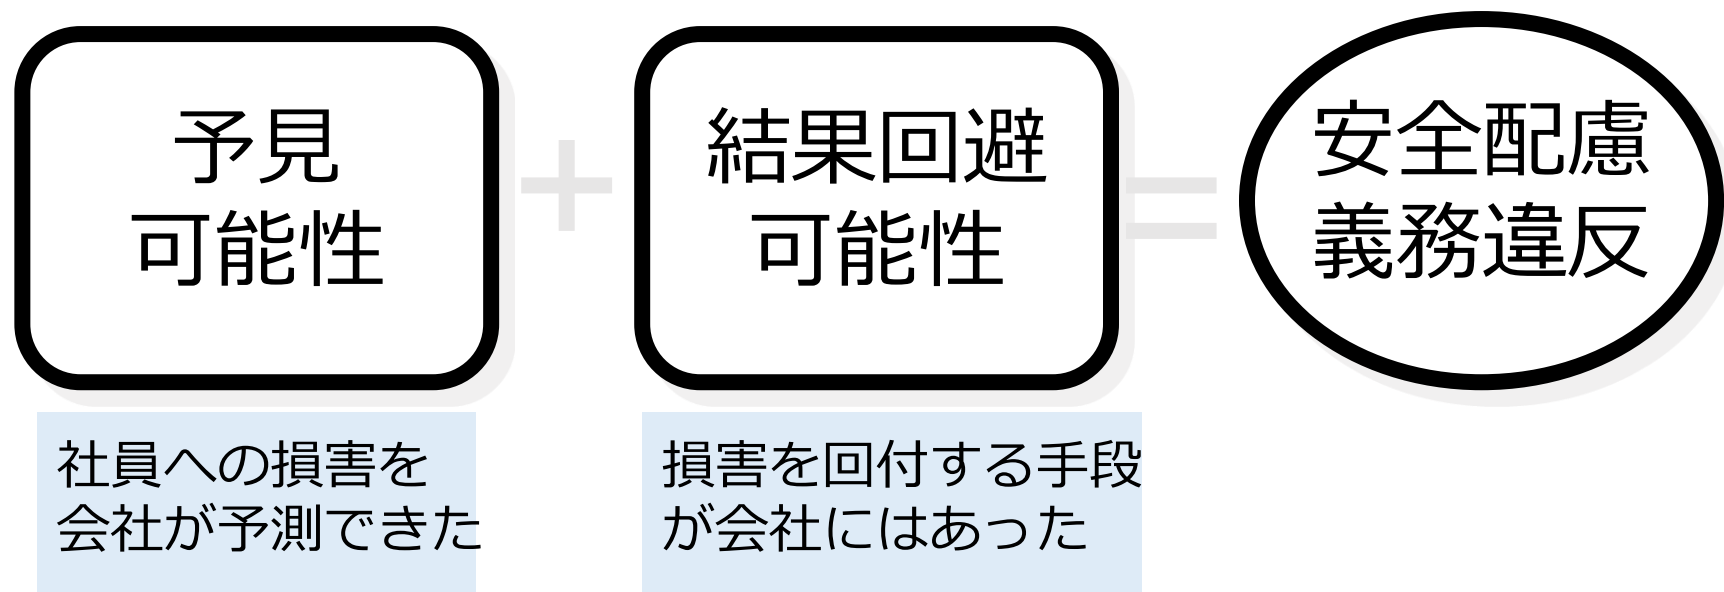 予見
可能性
+
結果回避
可能性
=
安全配慮
義務違反
社員への損害を
会社が予測できた
損害を回付する手段
が会社にはあった